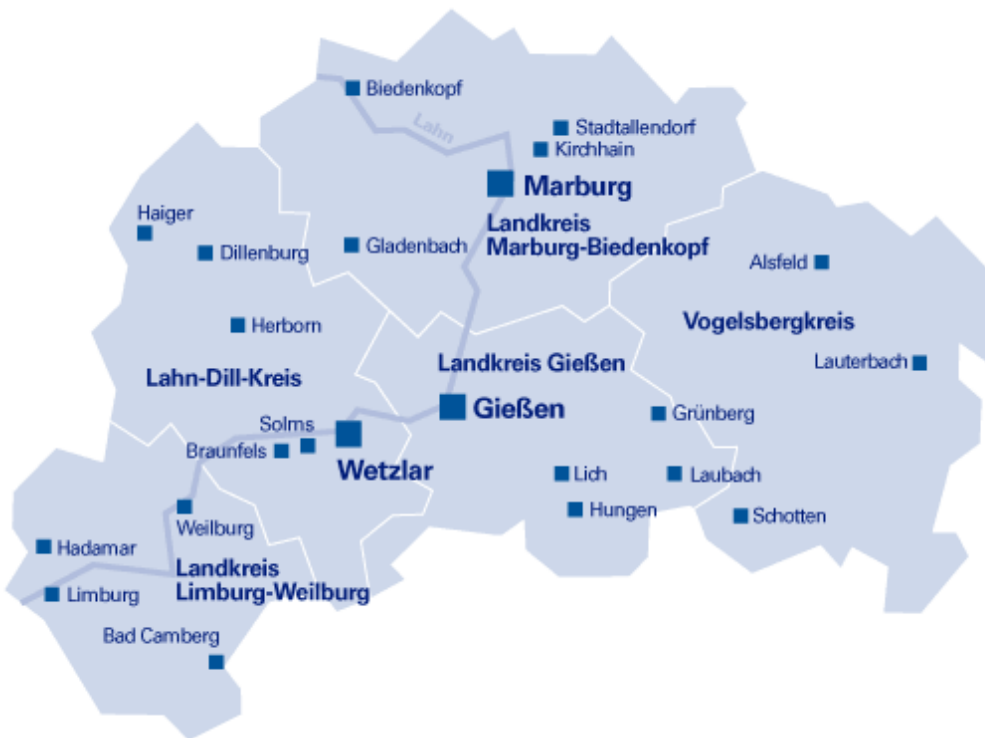 Biedenkopf
Lahn
Stadtallendorf
Kirchhain
Marburg
Haiger
Landkreis
Marburg-Biedenkopf
Dillenburg
Gladenbach
Alsfeld
Herborn
Vogelsbergkreis
Landkreis Gießen
Lauterbach
Lahn-Dill-Kreis
Gießen
Grünberg
Solms
Braunfels
Wetzlar
Lich
Laubach
Hungen
Schotten
Weilburg
Hadamar
Landkreis
Limburg-Weilburg
Limburg
Bad Camberg